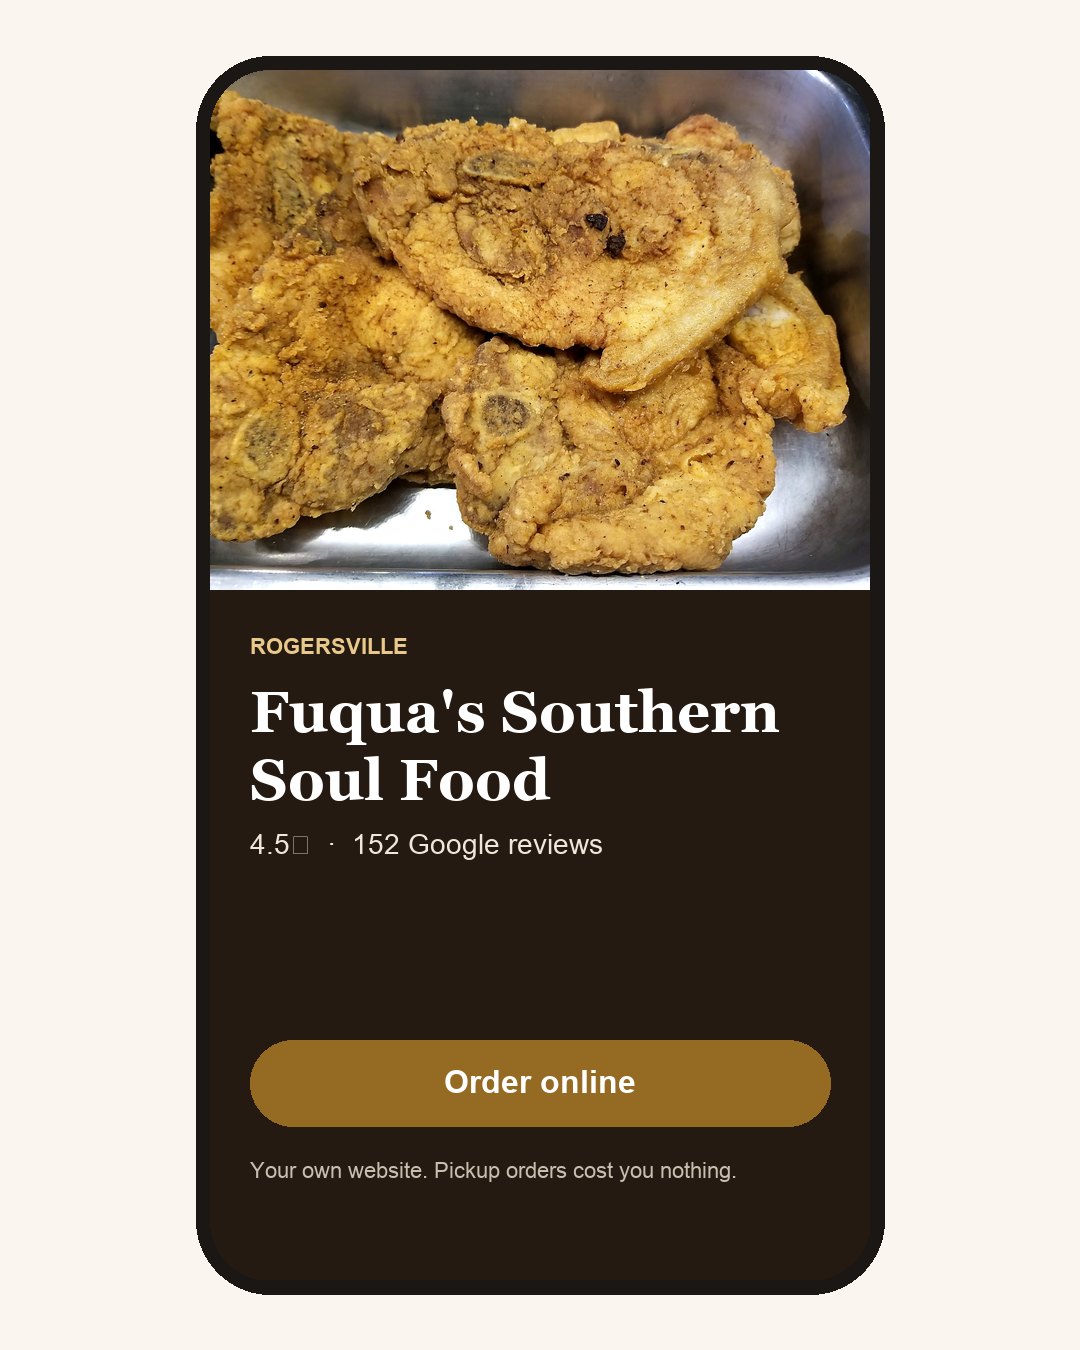 ROGERSVILLE
Fuqua's Southern
Soul Food
4.5▯ · 152 Google reviews
Order online
Your own website. Pickup orders cost you nothing.